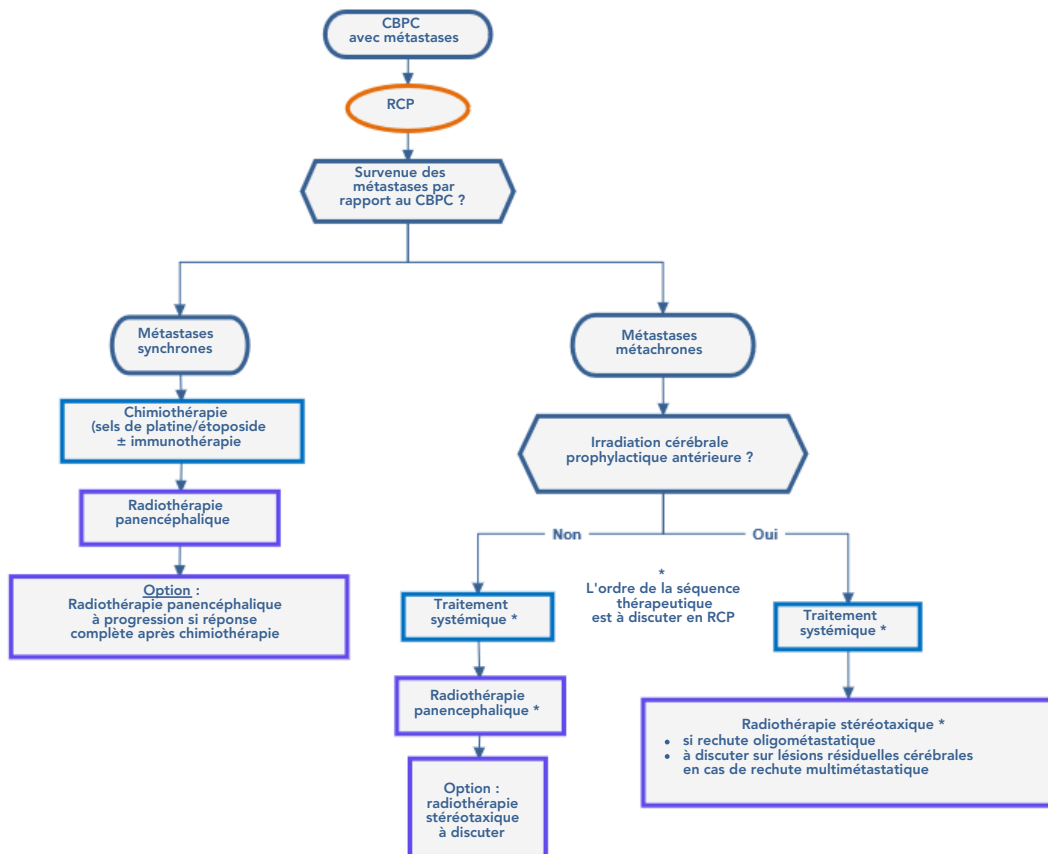 CBPC
avec métastases
RCP
Survenue des
métastases par
rapport au CBPC ?
Métastases
synchrones
Chimiothérapie
(sels de platine/étoposide
± immunothérapie
Radiothérapie
panencéphalique
Option :
Radiothérapie panencéphalique
à progression si réponse
complète après chimiothérapie
Métastases
métachrones
Irradiation cérébrale
prophylactique antérieure ?
Non
Oui
*
L'ordre de la séquence
thérapeutique
est à discuter en RCP
Traitement
systémique *
Radiothérapie
panencephalique *
Option :
radiothérapie
stéréotaxique
à discuter
Traitement
systémique *
Radiothérapie stéréotaxique *
• si rechute oligométastatique
• à discuter sur lésions résiduelles cérébrales
en cas de rechute multimétastatique